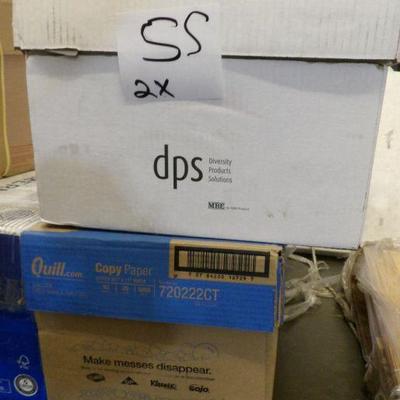 SS
2X
dps
Diversity
Products
Solutions
MBE
Quill.com
Copy Paper
720222CT
Make messes disappear.
Kleenex
GOJO